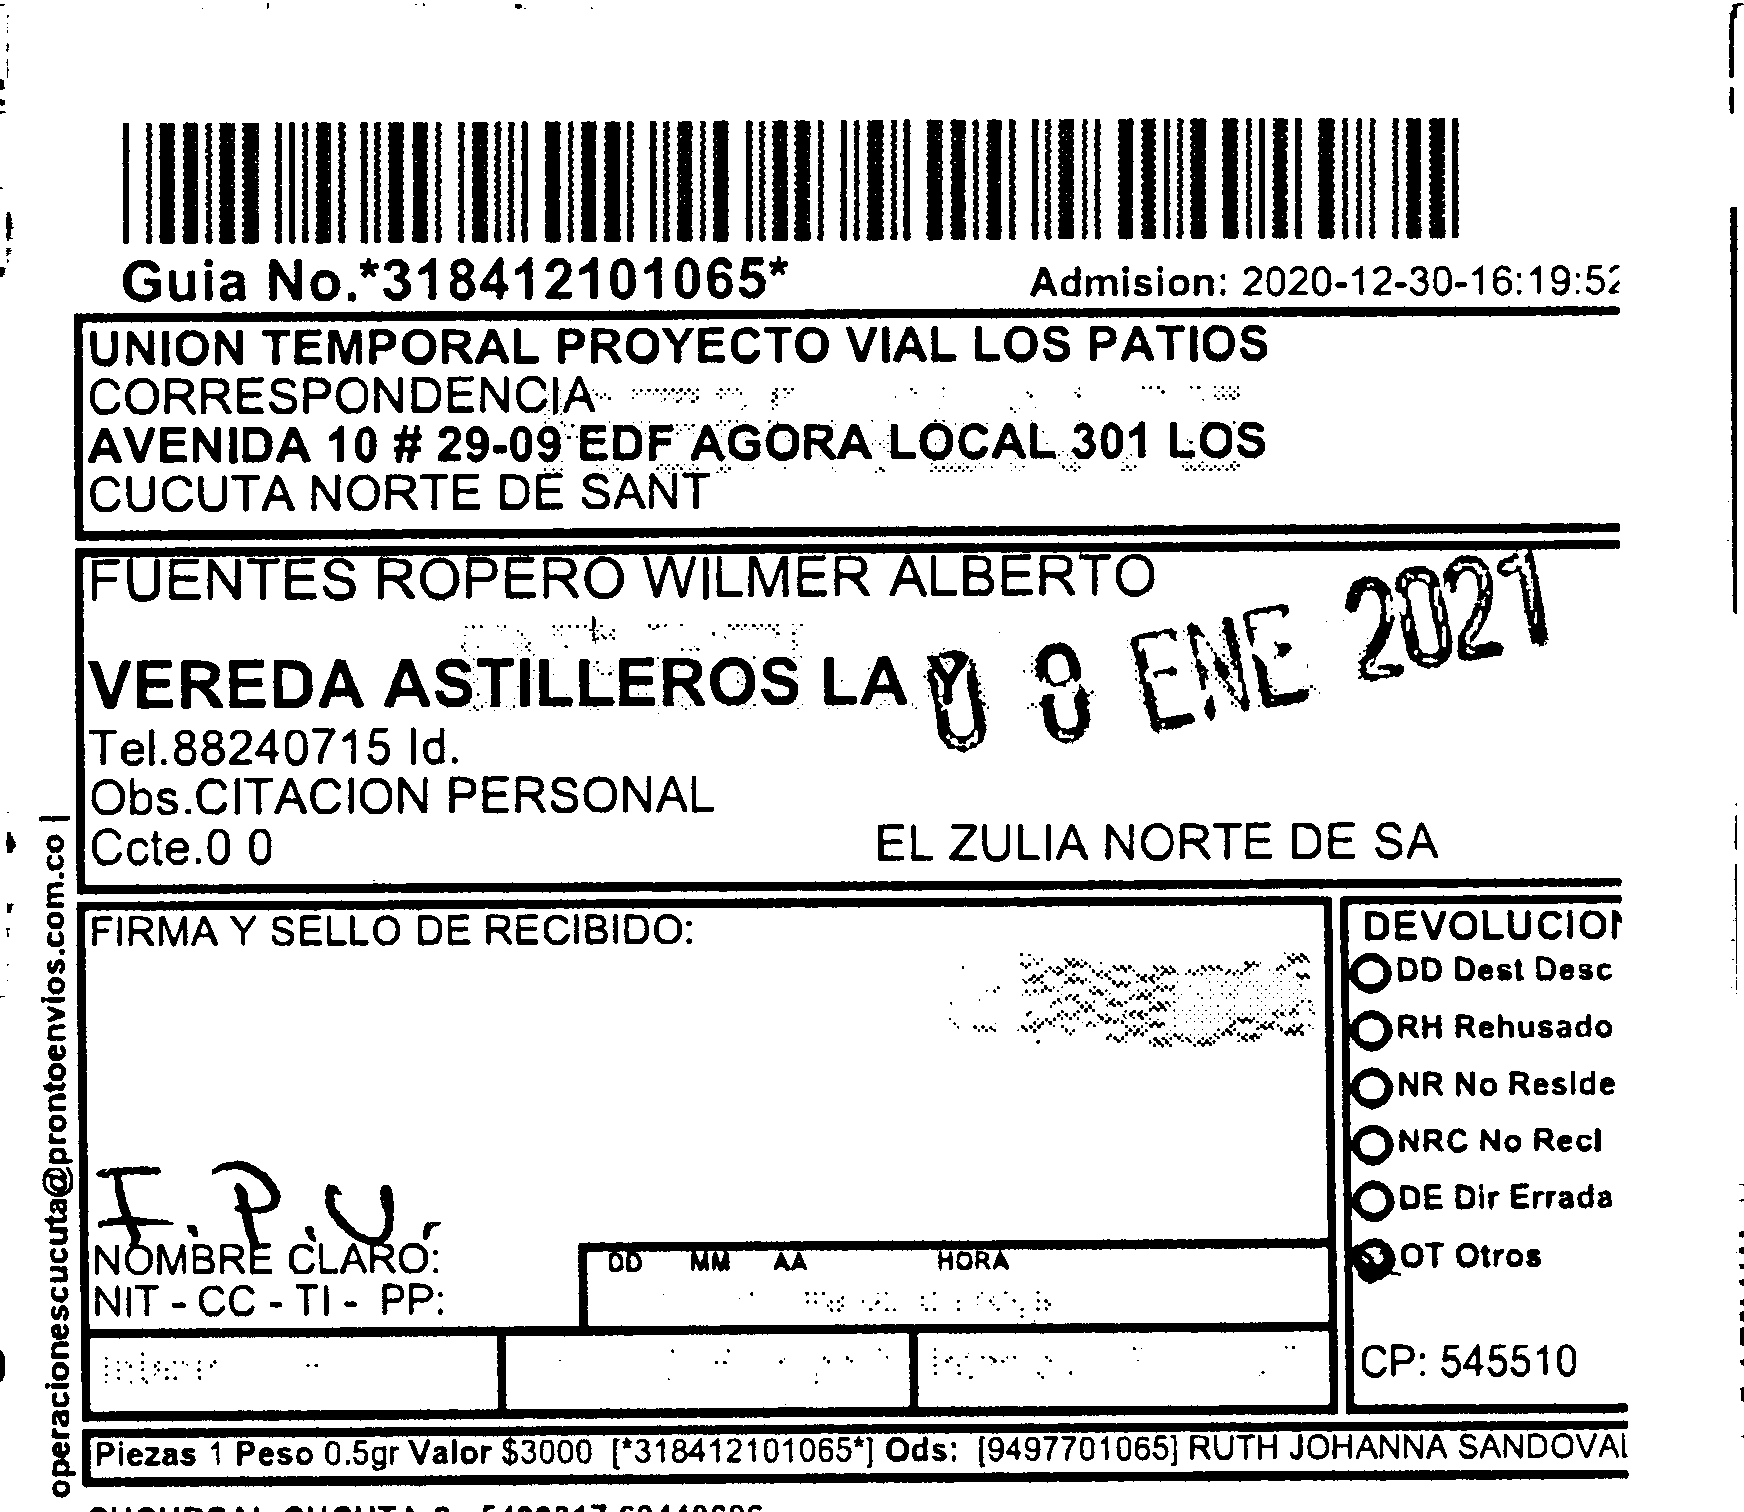 Guia No.*318412101065*
Admision: 2020-12-30-16:19:52
UNION TEMPORAL PROYECTO VIAL LOS PATIOS
CORRESPONDENCIA
AVENIDA 10 # 29-09 EDF AGORA LOCAL 301 LOS
CUCUTA NORTE DE SANT
FUENTES ROPERO WILMER ALBERTO
VEREDA ASTILLEROS LA Y
ENE 2021
Tel.88240715 Id.
Obs.CITACION PERSONAL
Ccte.0 0
EL ZULIA NORTE DE SA
operacionescucuta@prontoenvios.com.co |
FIRMA Y SELLO DE RECIBIDO:
I.P.U.
NOMBRE CLARO:
NIT - CC - TI - PP:
DD MM AA HORA
DEVOLUCION
DD Dest Desc
RH Rehusado
NR No Reside
NRC No Recl
DE Dir Errada
OT Otros
CP: 545510
Piezas 1 Peso 0.5gr Valor $3000 [*318412101065*] Ods: [9497701065] RUTH JOHANNA SANDOVAL